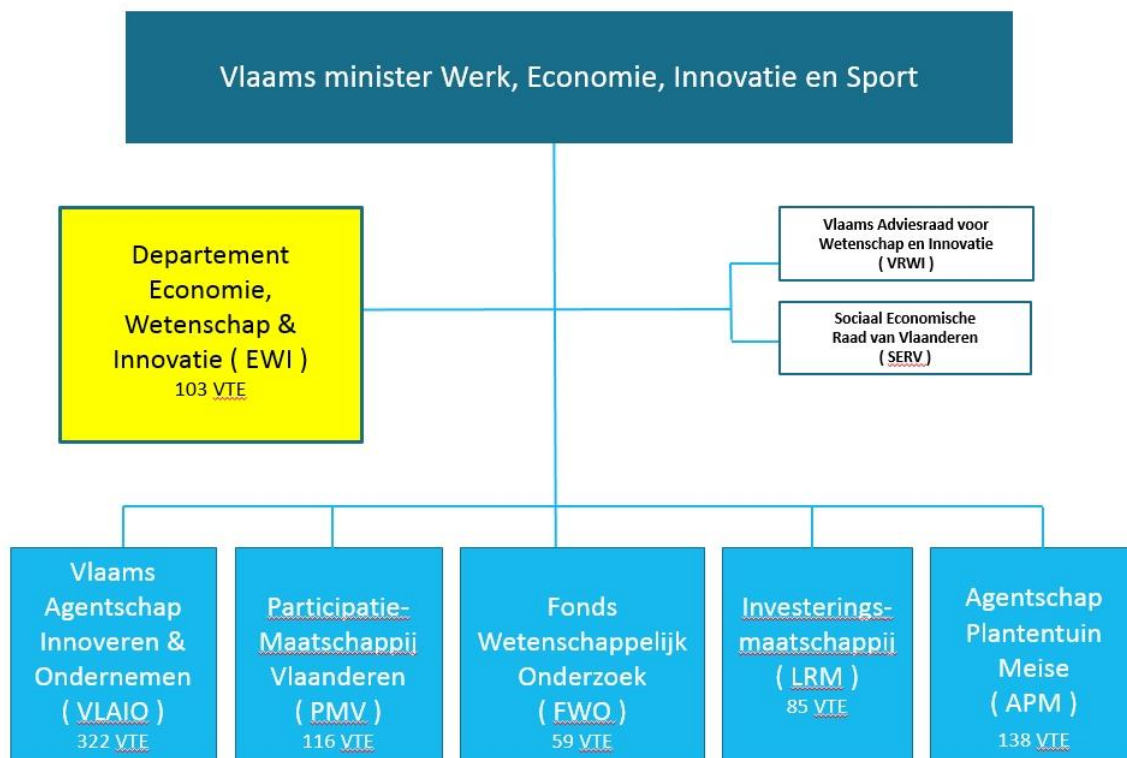 Vlaams minister Werk, Economie, Innovatie en Sport
Departement
Economie,
Wetenschap &
Innovatie ( EWI )
103 VTE
Vlaams Adviesraad voor
Wetenschap en Innovatie
( VRWI )
Sociaal Economische
Raad van Vlaanderen
( SERV )
Vlaams
Agentschap
Innoveren &
Ondernemen
( VLAIO )
322 VTE
Participatie-
Maatschappij
Vlaanderen
( PMV )
116 VTE
Fonds
Wetenschappelijk
Onderzoek
( FWO )
59 VTE
Investerings-
maatschappij
( LRM )
85 VTE
Agentschap
Plantentuin
Meise
( APM )
138 VTE